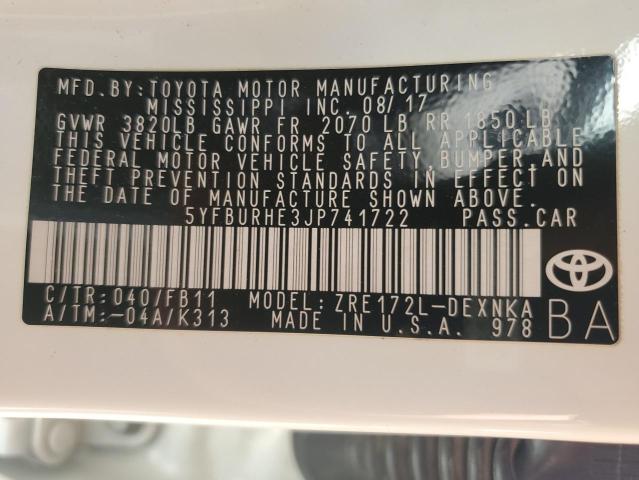 MFD.BY:TOYOTA MOTOR MANUFACTURING
MISSISSIPPI INC. 08/17
GVWR 3820LB GAWR FR 2070 LB RR 1850 LB
THIS VEHICLE CONFORMS TO ALL APPLICABLE
FEDERAL MOTOR VEHICLE SAFETY,BUMPER,AND
THEFT PREVENTION STANDARDS IN EFFECT ON
THE DATE OF MANUFACTURE SHOWN ABOVE.
5YFBURHE3JP741722 PASS.CAR
C/TR:040/FB11 MODEL:ZRE172L-DEXNKA
A/TM:-04A/K313 MADE IN U.S.A. 978
BA